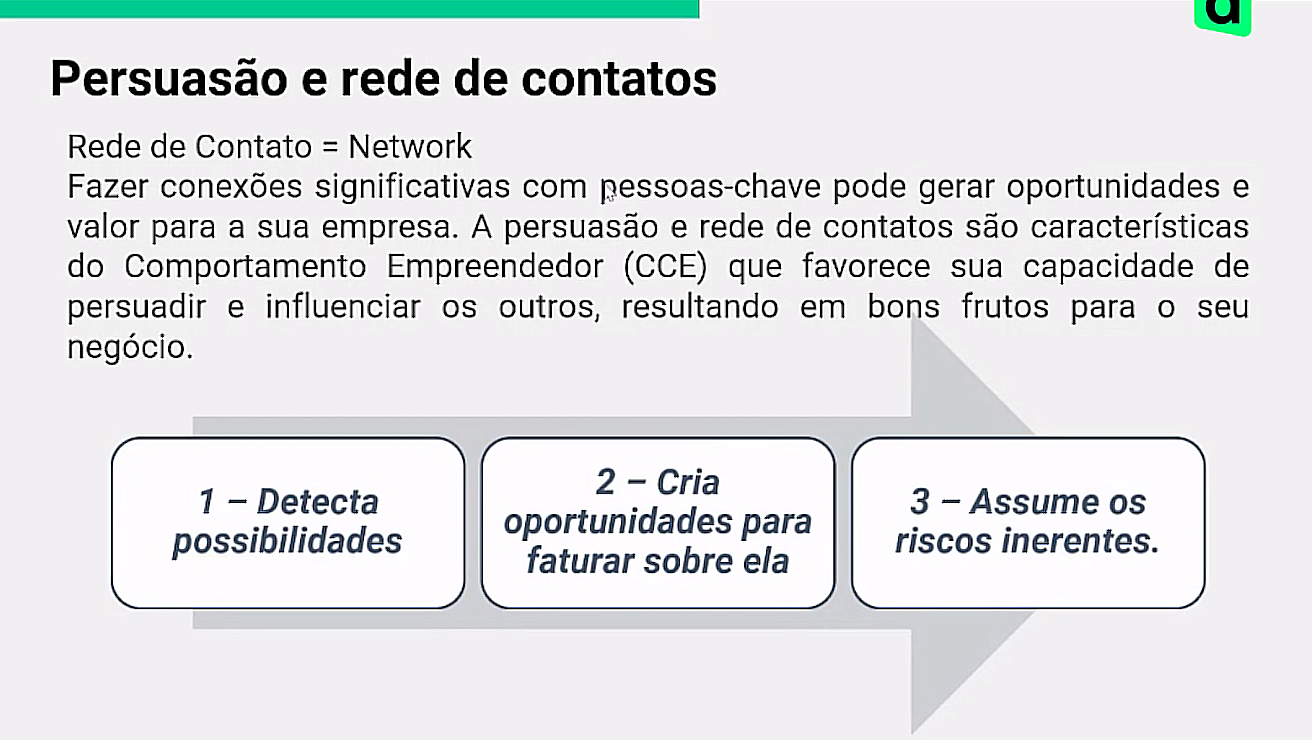 d
Persuasão e rede de contatos
Rede de Contato = Network
Fazer conexões significativas com pessoas-chave pode gerar oportunidades e
valor para a sua empresa. A persuasão e rede de contatos são características
do Comportamento Empreendedor (CCE) que favorece sua capacidade de
persuadir e influenciar os outros, resultando em bons frutos para o seu
negócio.
1 – Detecta
possibilidades
2 – Cria
oportunidades para
faturar sobre ela
3 – Assume os
riscos inerentes.